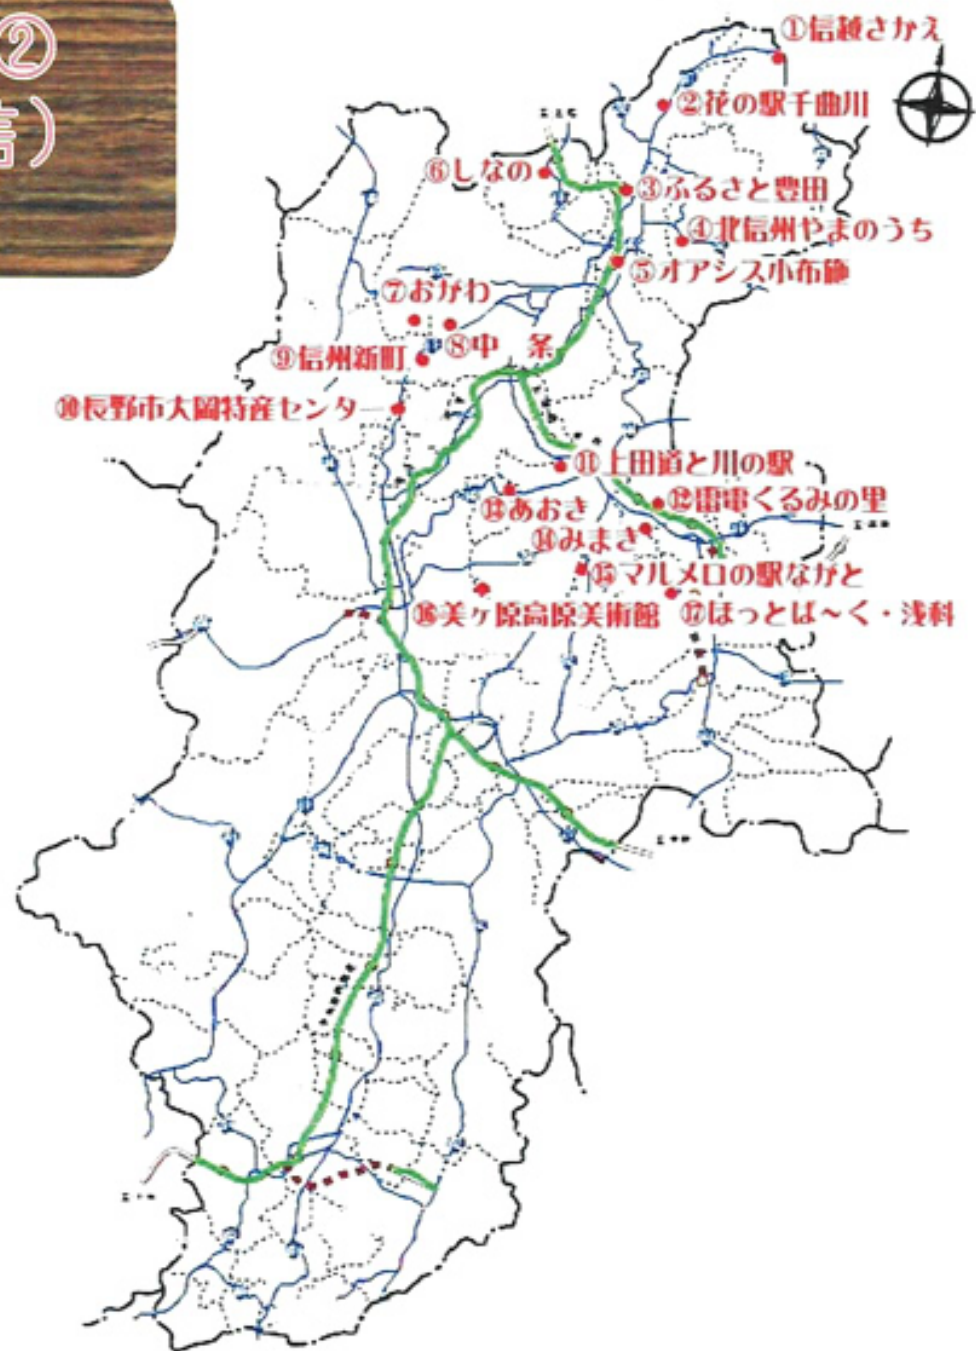 ②
信）
①信越さかえ
②花の駅千曲川
⑥しなの
③ふるさと豊田
④北信州やまのうち
⑤オアシス小布施
⑦おがわ
⑧中 条
⑨信州新町
⑩長野市大岡特産センター
⑪上田道と川の駅
⑫雷電くるみの里
⑬あおき
⑭みまき
⑮マルメロの駅ながと
⑯美ヶ原高原美術館
⑰ほっとぱ～く・浅科